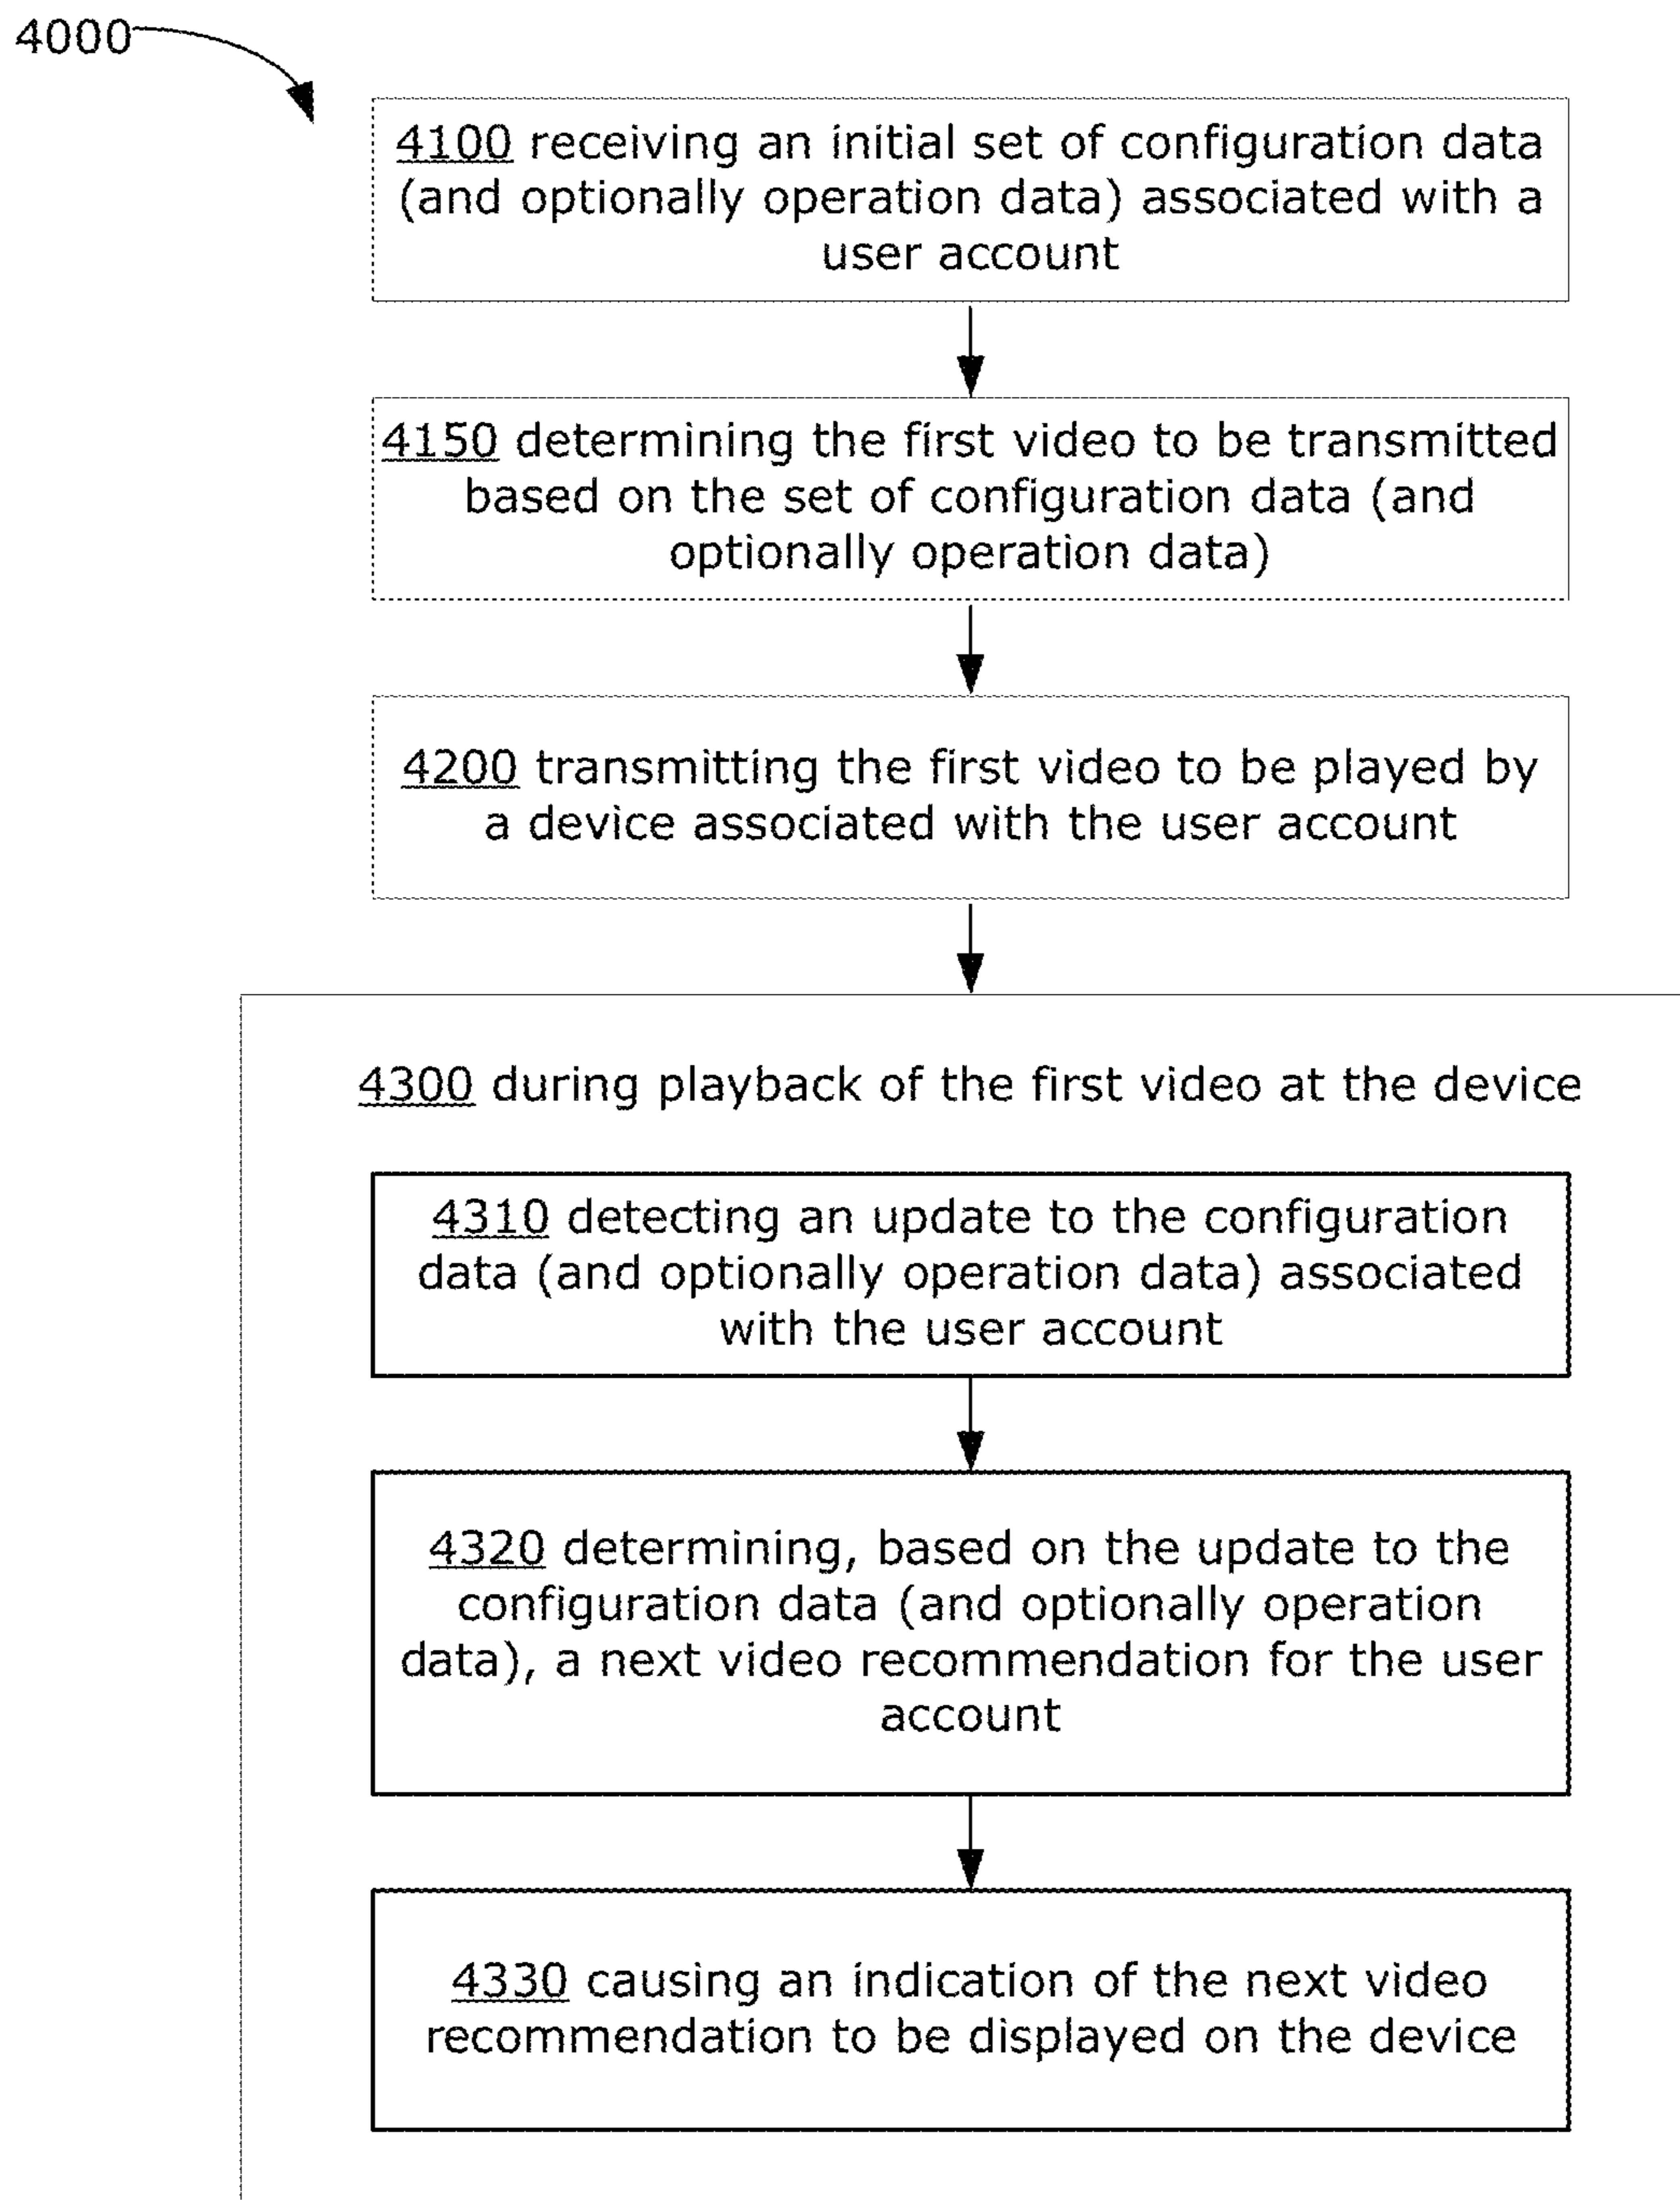 4000
4100 receiving an initial set of configuration data
(and optionally operation data) associated with a
user account
4150 determining the first video to be transmitted
based on the set of configuration data (and
optionally operation data)
4200 transmitting the first video to be played by
a device associated with the user account
4300 during playback of the first video at the device
4310 detecting an update to the configuration
data (and optionally operation data) associated
with the user account
4320 determining, based on the update to the
configuration data (and optionally operation
data), a next video recommendation for the user
account
4330 causing an indication of the next video
recommendation to be displayed on the device